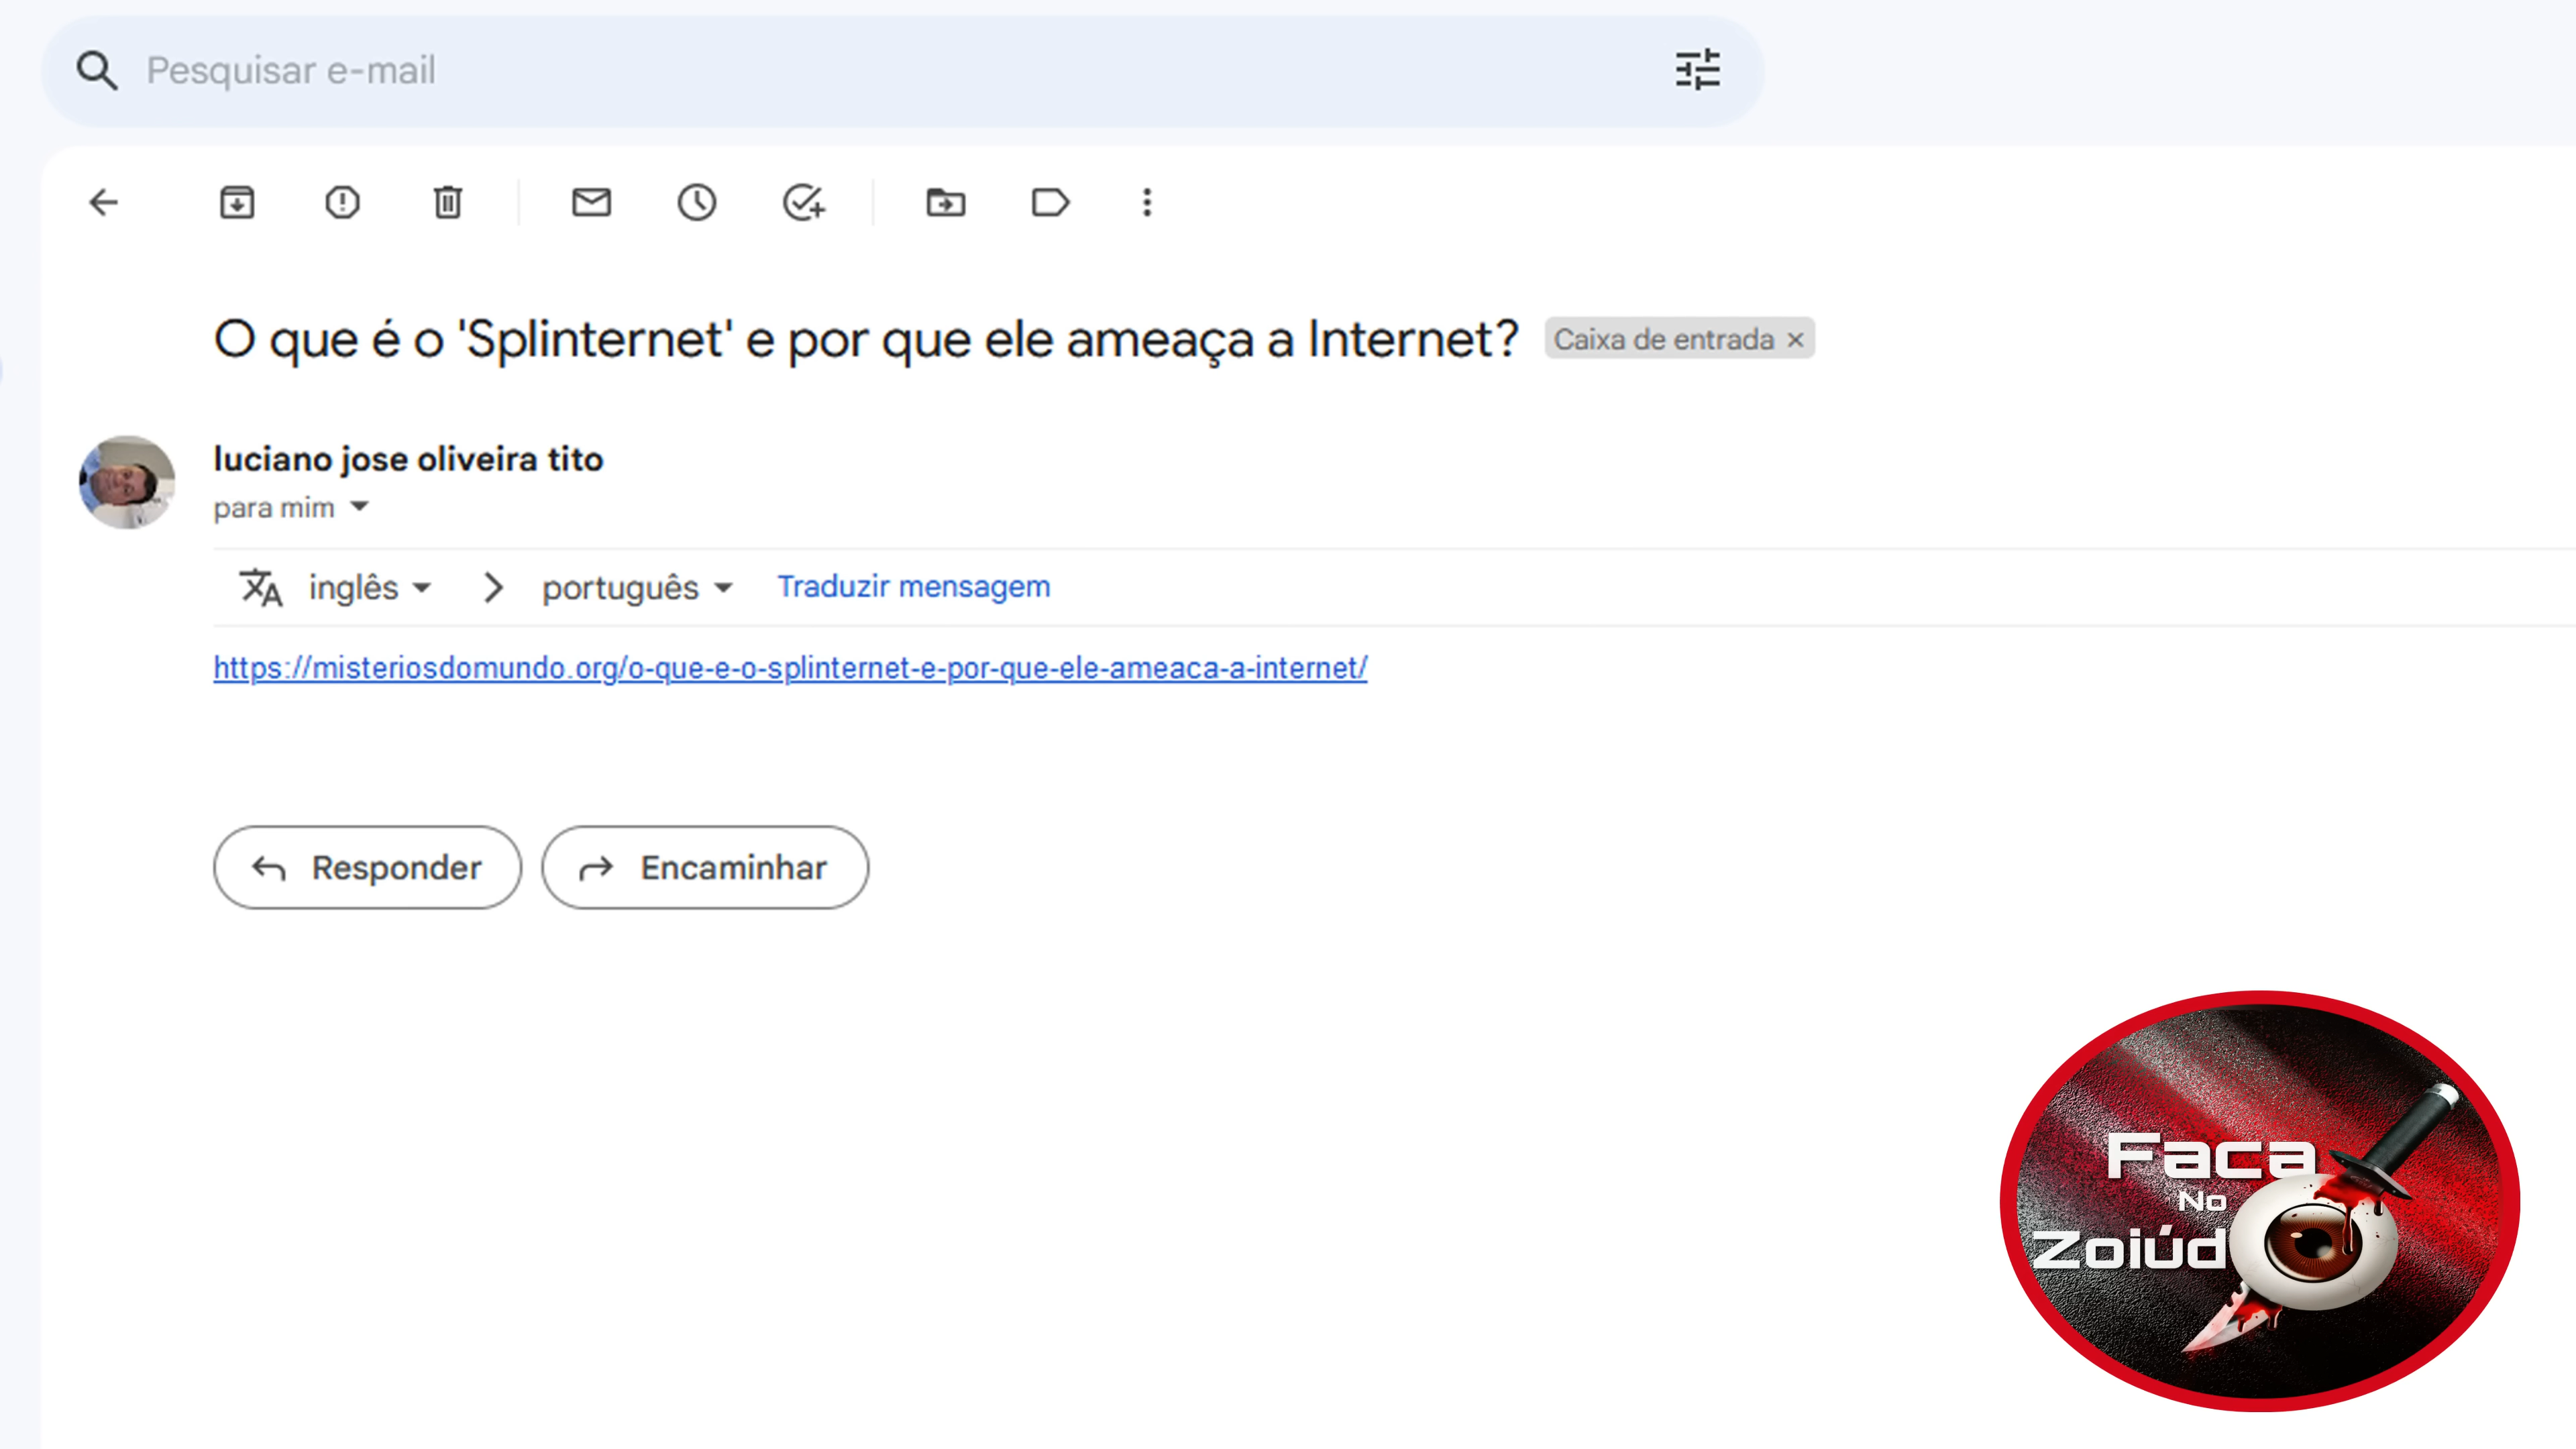 Pesquisar e-mail
O que é o 'Splinternet' e por que ele ameaça a Internet? Caixa de entrada ×
luciano jose oliveira tito
para mim
inglês > português Traduzir mensagem
https://misteriosdomundo.org/o-que-e-o-splinternet-e-por-que-ele-ameaca-a-internet/
Responder Encaminhar
Faca
No
Zoiúd